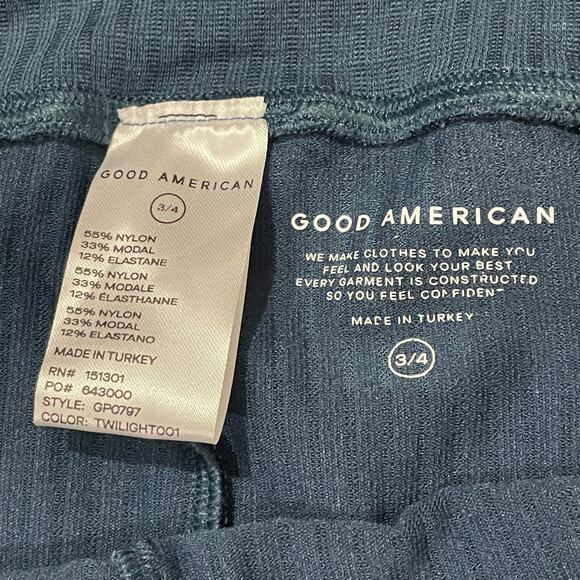 GOOD AMERICAN
3/4
55% NYLON
33% MODAL
12% ELASTANE
55% NYLON
33% MODALE
12% ÉLASTHANNE
55% NYLON
33% MODAL
12% ELASTANO
MADE IN TURKEY
RN# 151301
PO# 643000
STYLE: GP0797
COLOR: TWILIGHT001
GOOD AMERICAN
WE MAKE CLOTHES TO MAKE YOU
FEEL AND LOOK YOUR BEST.
EVERY GARMENT IS CONSTRUCTED
SO YOU FEEL CONFIDENT
MADE IN TURKEY
3/4